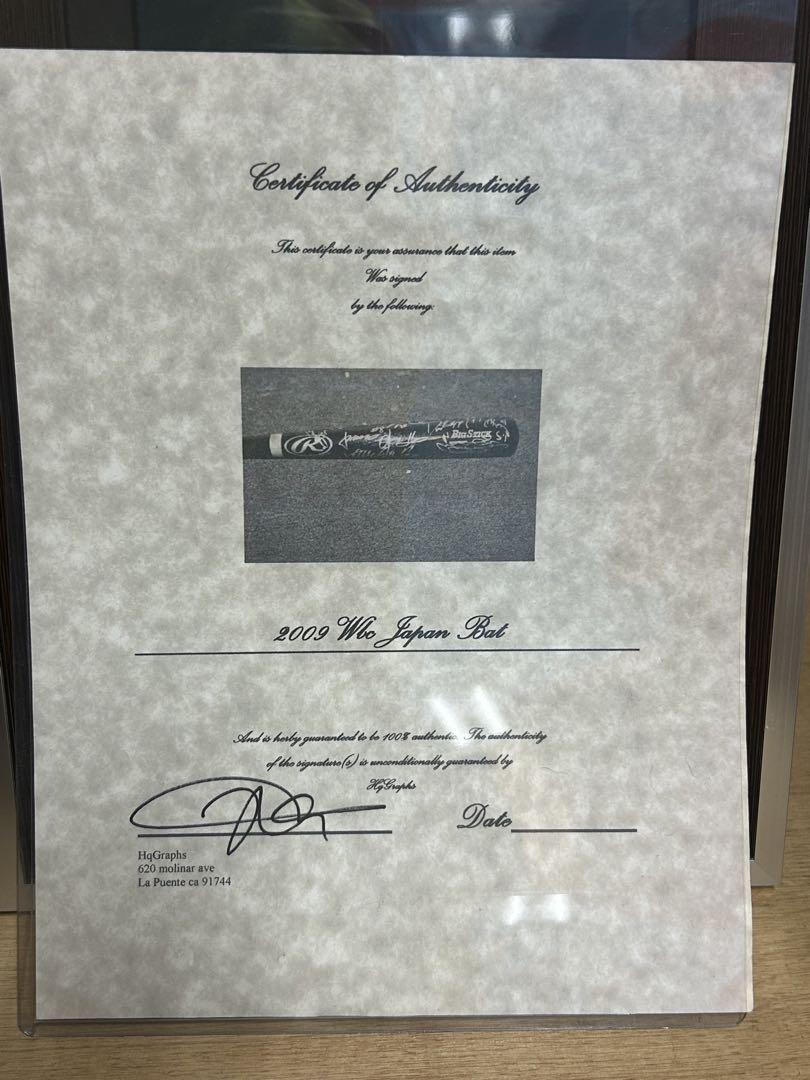 Certificate of Authenticity
This certificate is your assurance that this item
Was signed
by the following:
R
BIG STICK
2009 Wbc Japan Bat
And is herby guaranteed to be 100% authentic. The authenticity
of the signature(s) is unconditionally guaranteed by
HqGraphs
Date
HqGraphs
620 molinar ave
La Puente ca 91744